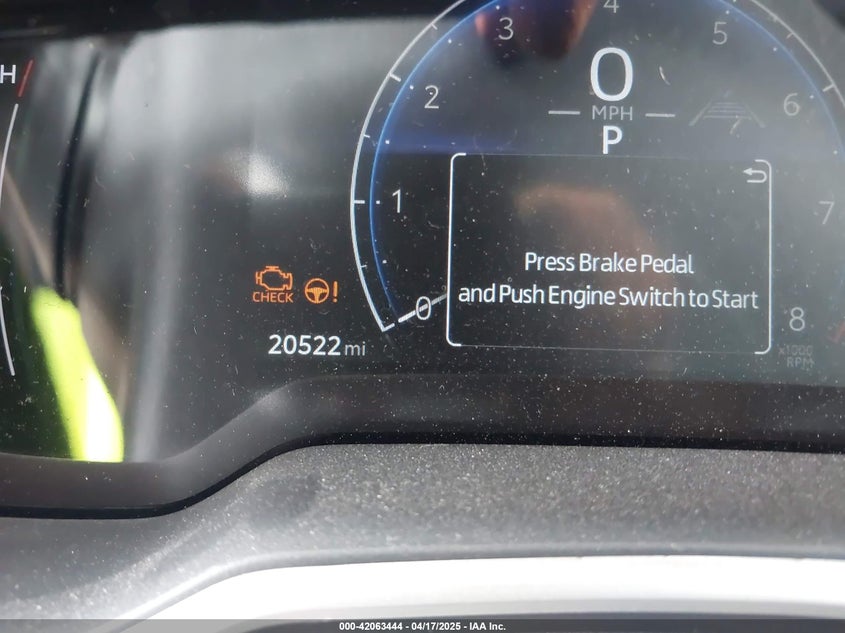 H
3
4
5
2
0
MPH
6
P
1
7
Press Brake Pedal
and Push Engine Switch to Start
CHECK
0
8
20522 mi
x1000
RPM
000-42063444 - 04/17/2025 - IAA Inc.